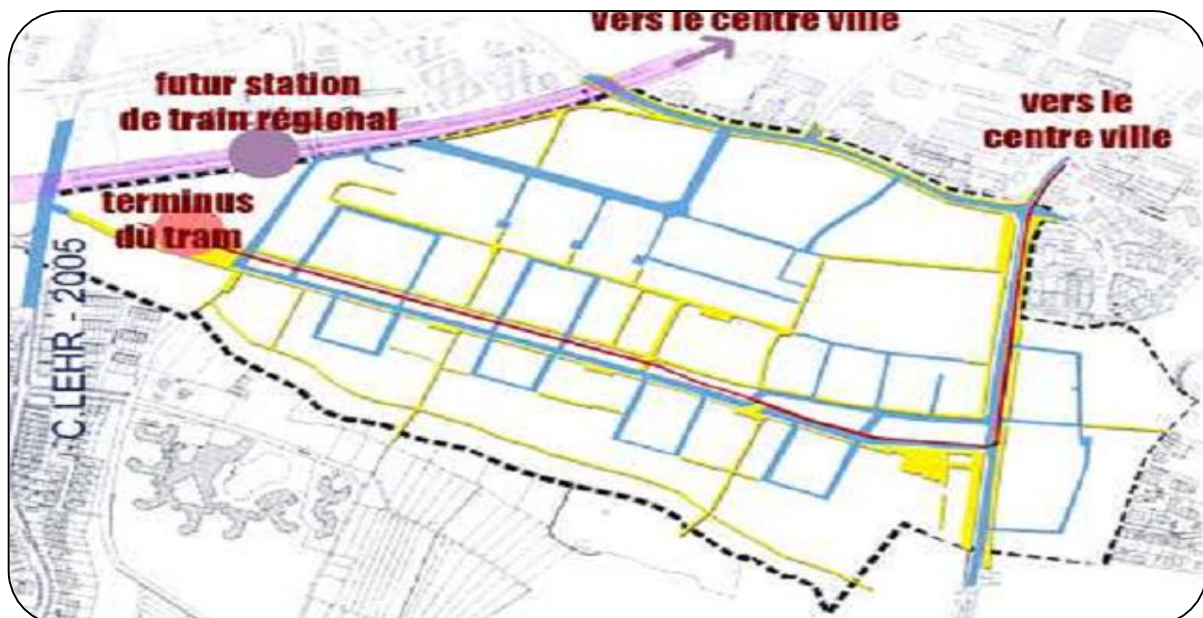 vers le centre ville
futur station
de train régional
vers le
centre ville
terminus
du tram
C.LEHR - 2005